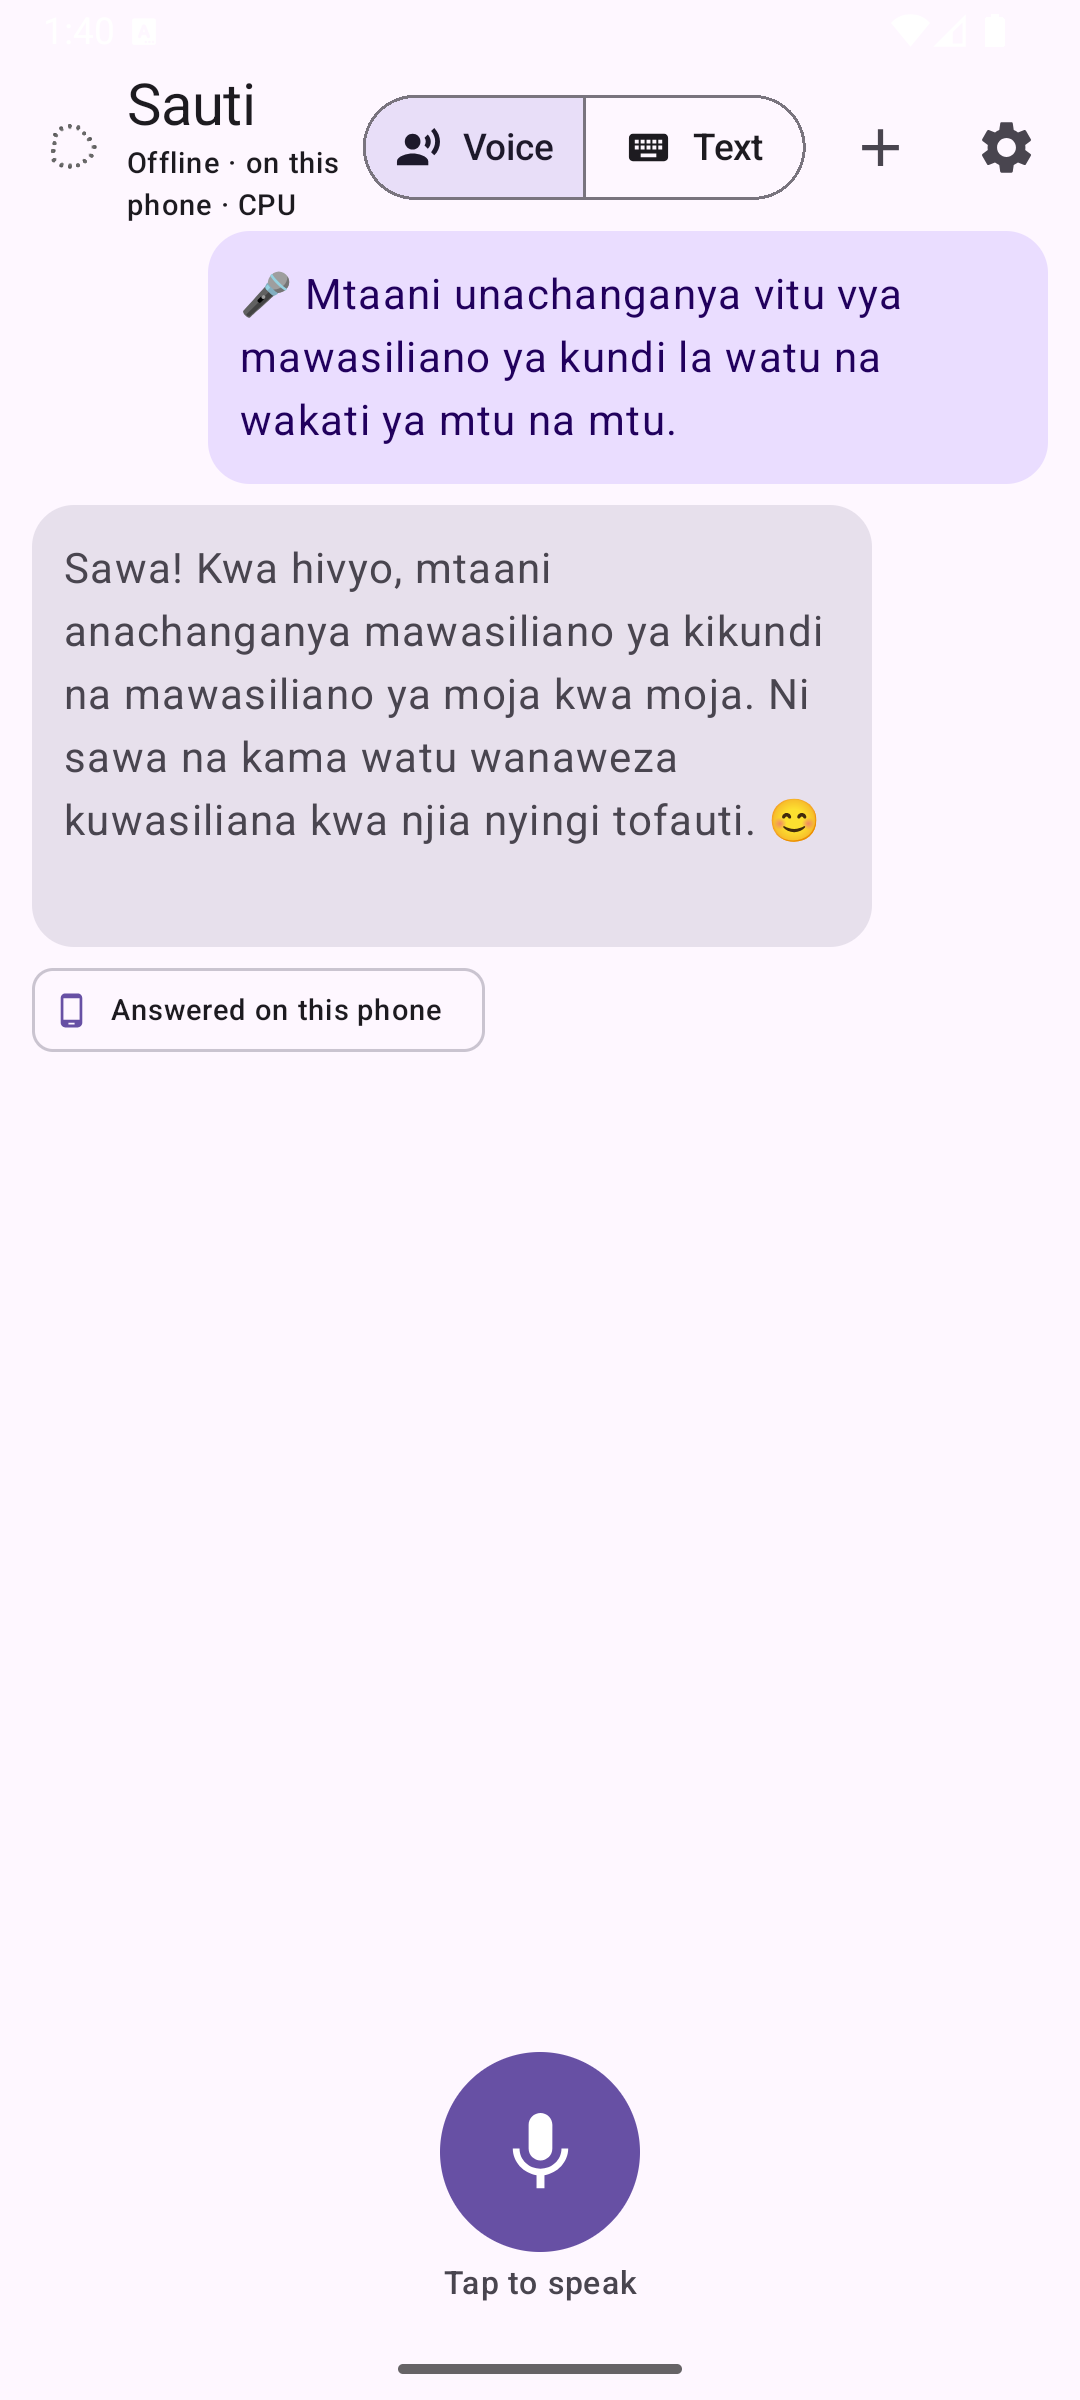 1:40
Sauti
Offline · on this
phone · CPU
Voice
Text
🎤 Mtaani unachanganya vitu vya
mawasiliano ya kundi la watu na
wakati ya mtu na mtu.
Sawa! Kwa hivyo, mtaani
anachanganya mawasiliano ya kikundi
na mawasiliano ya moja kwa moja. Ni
sawa na kama watu wanaweza
kuwasiliana kwa njia nyingi tofauti. 😊
Answered on this phone
Tap to speak